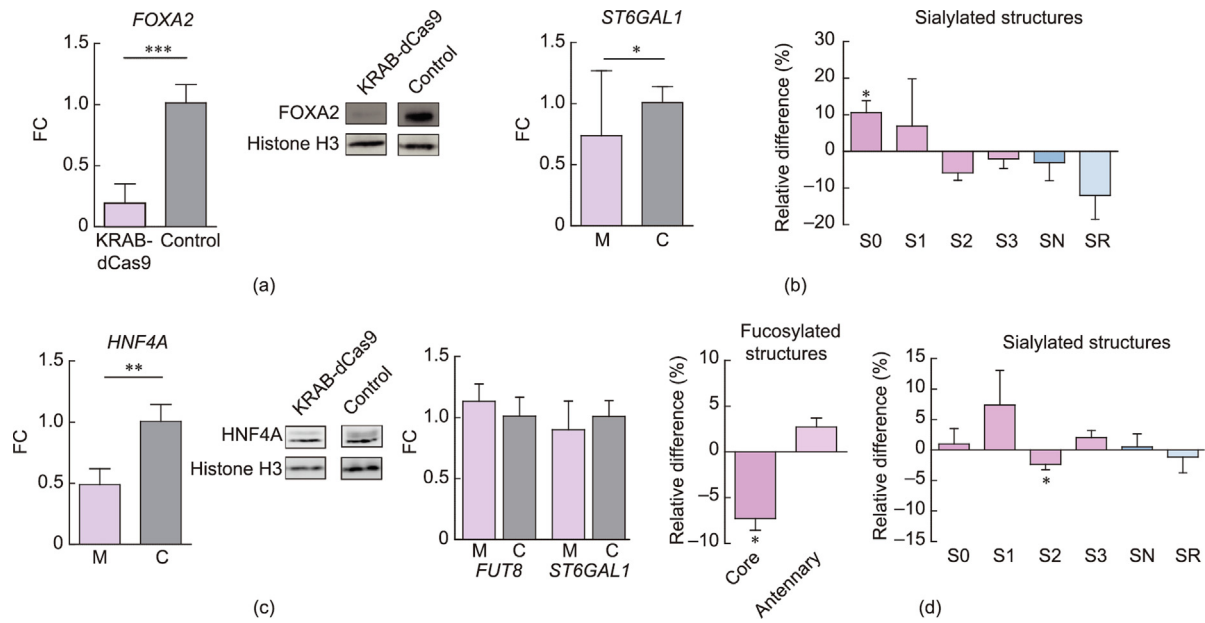 FOXA2
1.5
1.0
0.5
0
FC
***
KRAB-
dCas9
Control
KRAB-dCas9
Control
FOXA2
Histone H3
(a)
ST6GAL1
1.5
1.0
0.5
0
FC
*
M C
Sialylated structures
Relative difference (%)
30
20
10
0
–10
–20
*
S0 S1 S2 S3 SN SR
(b)
HNF4A
1.5
1.0
0.5
0
FC
**
M C
KRAB-dCas9
Control
HNF4A
Histone H3
1.5
1.0
0.5
0
FC
M C M C
FUT8 ST6GAL1
(c)
Fucosylated
structures
Relative difference (%)
10
5
0
–5
–10
*
Core
Antennary
Sialylated structures
Relative difference (%)
15
10
5
0
–5
–10
–15
*
S0 S1 S2 S3 SN SR
(d)